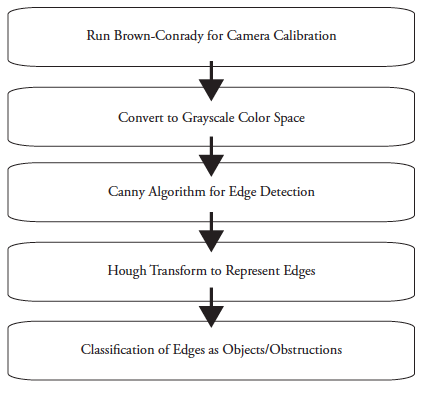 Run Brown-Conrady for Camera Calibration
Convert to Grayscale Color Space
Canny Algorithm for Edge Detection
Hough Transform to Represent Edges
Classification of Edges as Objects/Obstructions